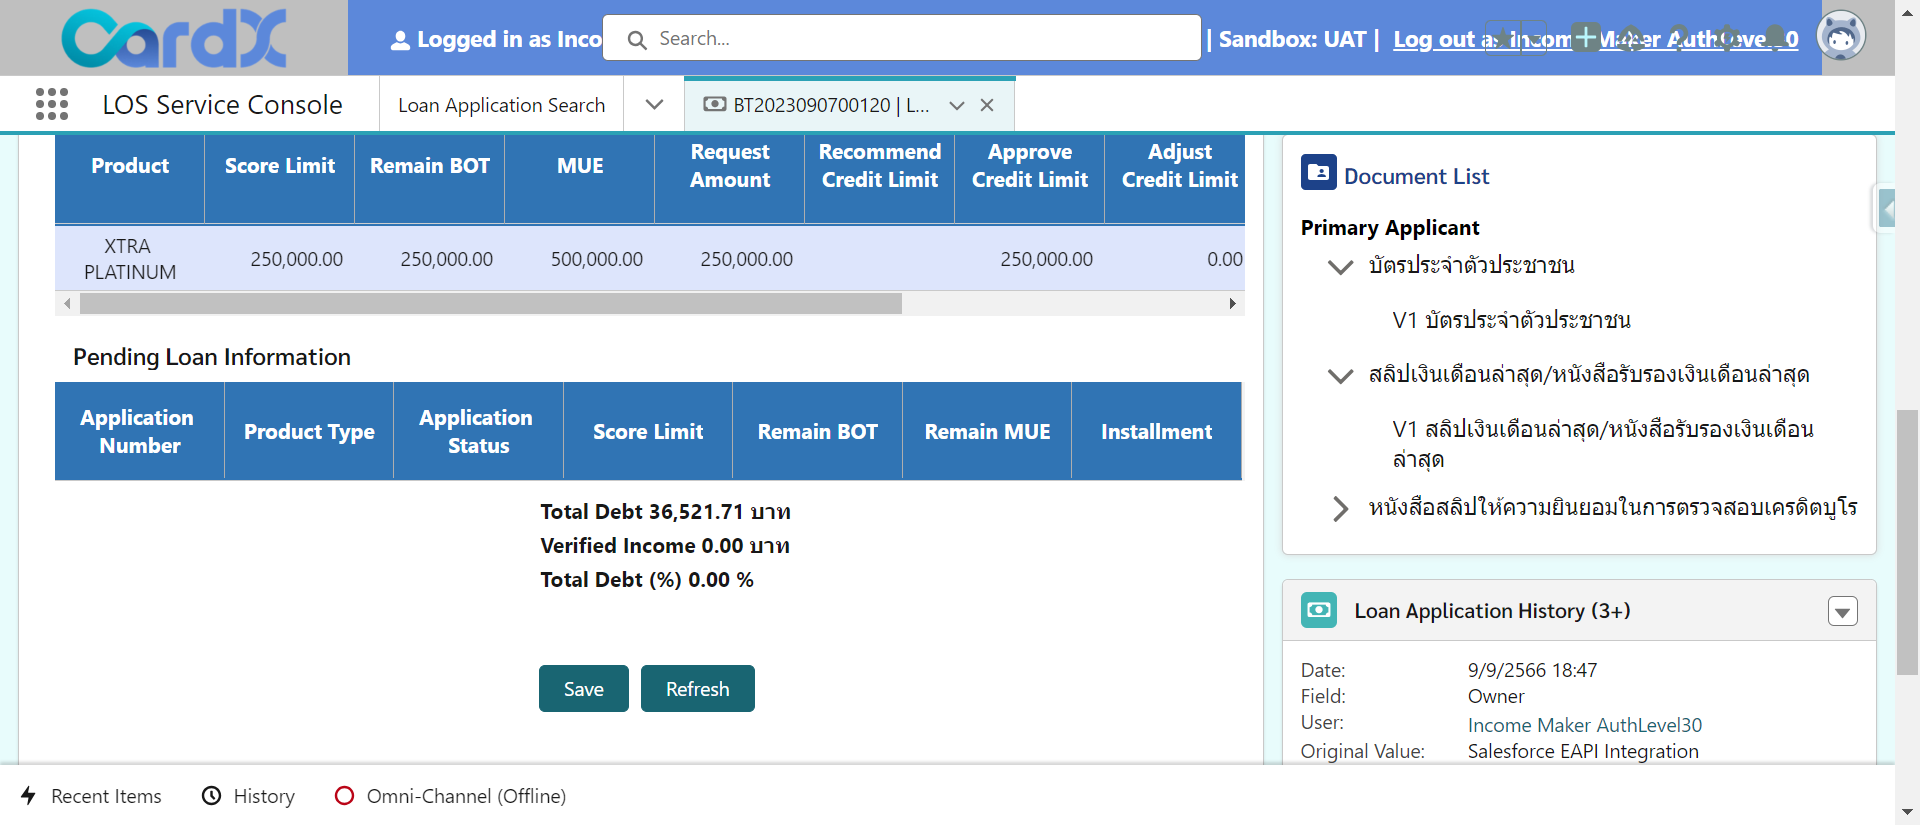 CardX
Logged in as Inco
Search...
| Sandbox: UAT |
Log out as Income Maker AuthLevel30
LOS Service Console
Loan Application Search
BT2023090700120 | L...
Product
Score Limit
Remain BOT
MUE
Request
Amount
Recommend
Credit Limit
Approve
Credit Limit
Adjust
Credit Limit
XTRA
PLATINUM
250,000.00
250,000.00
500,000.00
250,000.00
250,000.00
0.00
Pending Loan Information
Application
Number
Product Type
Application
Status
Score Limit
Remain BOT
Remain MUE
Installment
Total Debt 36,521.71 บาท
Verified Income 0.00 บาท
Total Debt (%) 0.00 %
Save
Refresh
Document List
Primary Applicant
บัตรประจำตัวประชาชน
V1 บัตรประจำตัวประชาชน
สลิปเงินเดือนล่าสุด/หนังสือรับรองเงินเดือนล่าสุด
V1 สลิปเงินเดือนล่าสุด/หนังสือรับรองเงินเดือน
ล่าสุด
หนังสือสลิปให้ความยินยอมในการตรวจสอบเครดิตบูโร
Loan Application History (3+)
Date:
9/9/2566 18:47
Field:
Owner
User:
Income Maker AuthLevel30
Original Value:
Salesforce EAPI Integration
Recent Items
History
Omni-Channel (Offline)